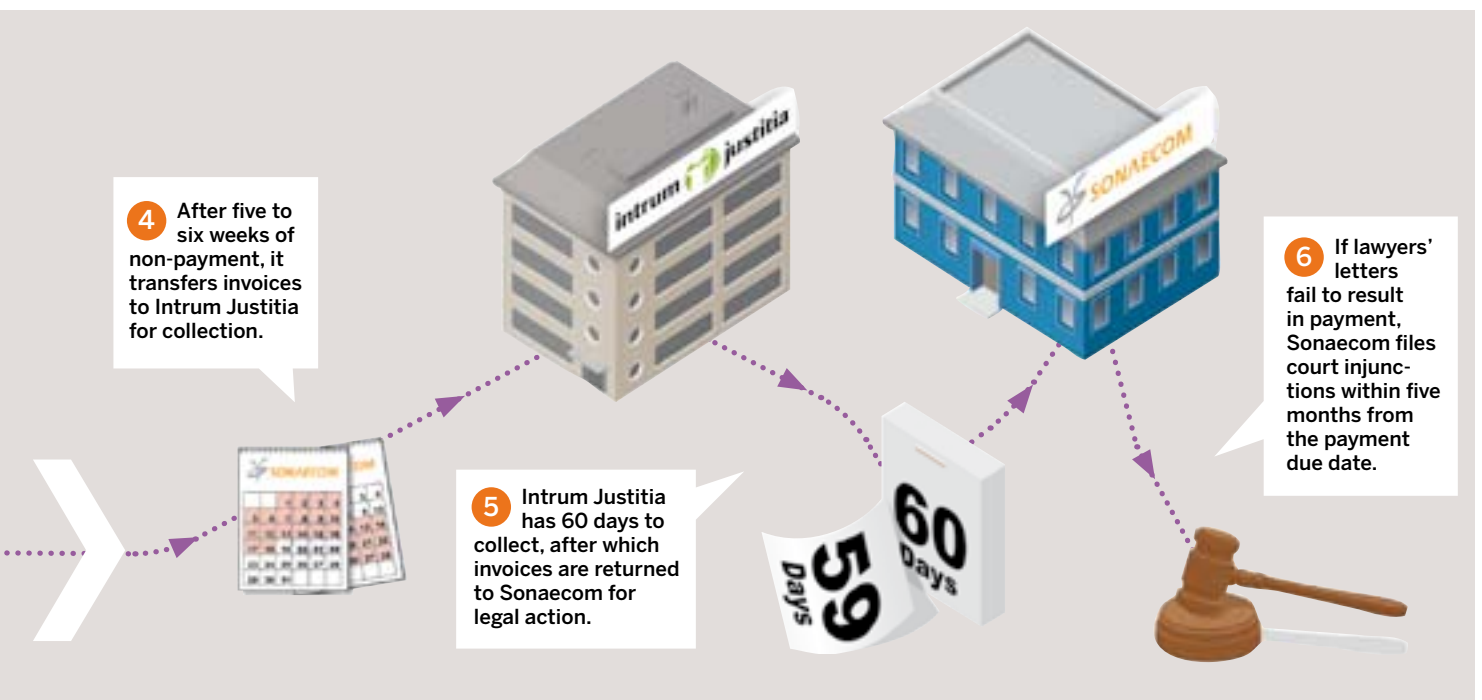 4 After five to
six weeks of
non-payment, it
transfers invoices
to Intrum Justitia
for collection.
intrum justitia
SONAECOM
SONAECOM
5 Intrum Justitia
has 60 days to
collect, after which
invoices are returned
to Sonaecom for
legal action.
59
Days
60
Days
6 If lawyers’
letters
fail to result
in payment,
Sonaecom files
court injunc-
tions within five
months from
the payment
due date.